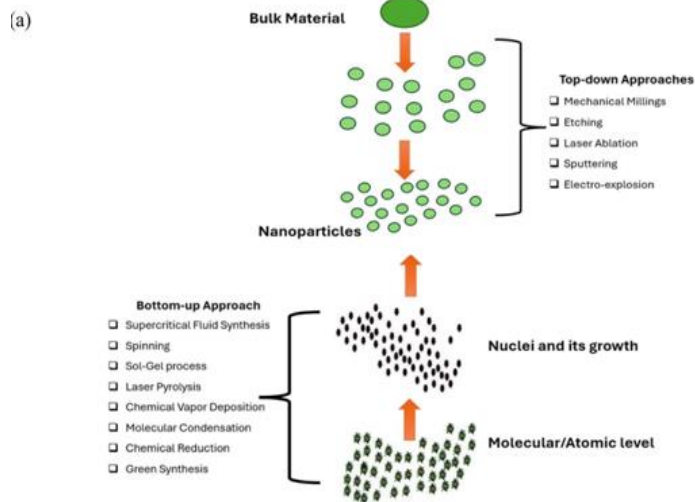 (a)
Bulk Material
Top-down Approaches
❑ Mechanical Millings
❑ Etching
❑ Laser Ablation
❑ Sputtering
❑ Electro-explosion
Nanoparticles
Bottom-up Approach
❑ Supercritical Fluid Synthesis
❑ Spinning
❑ Sol-Gel process
❑ Laser Pyrolysis
❑ Chemical Vapor Deposition
❑ Molecular Condensation
❑ Chemical Reduction
❑ Green Synthesis
Nuclei and its growth
Molecular/Atomic level